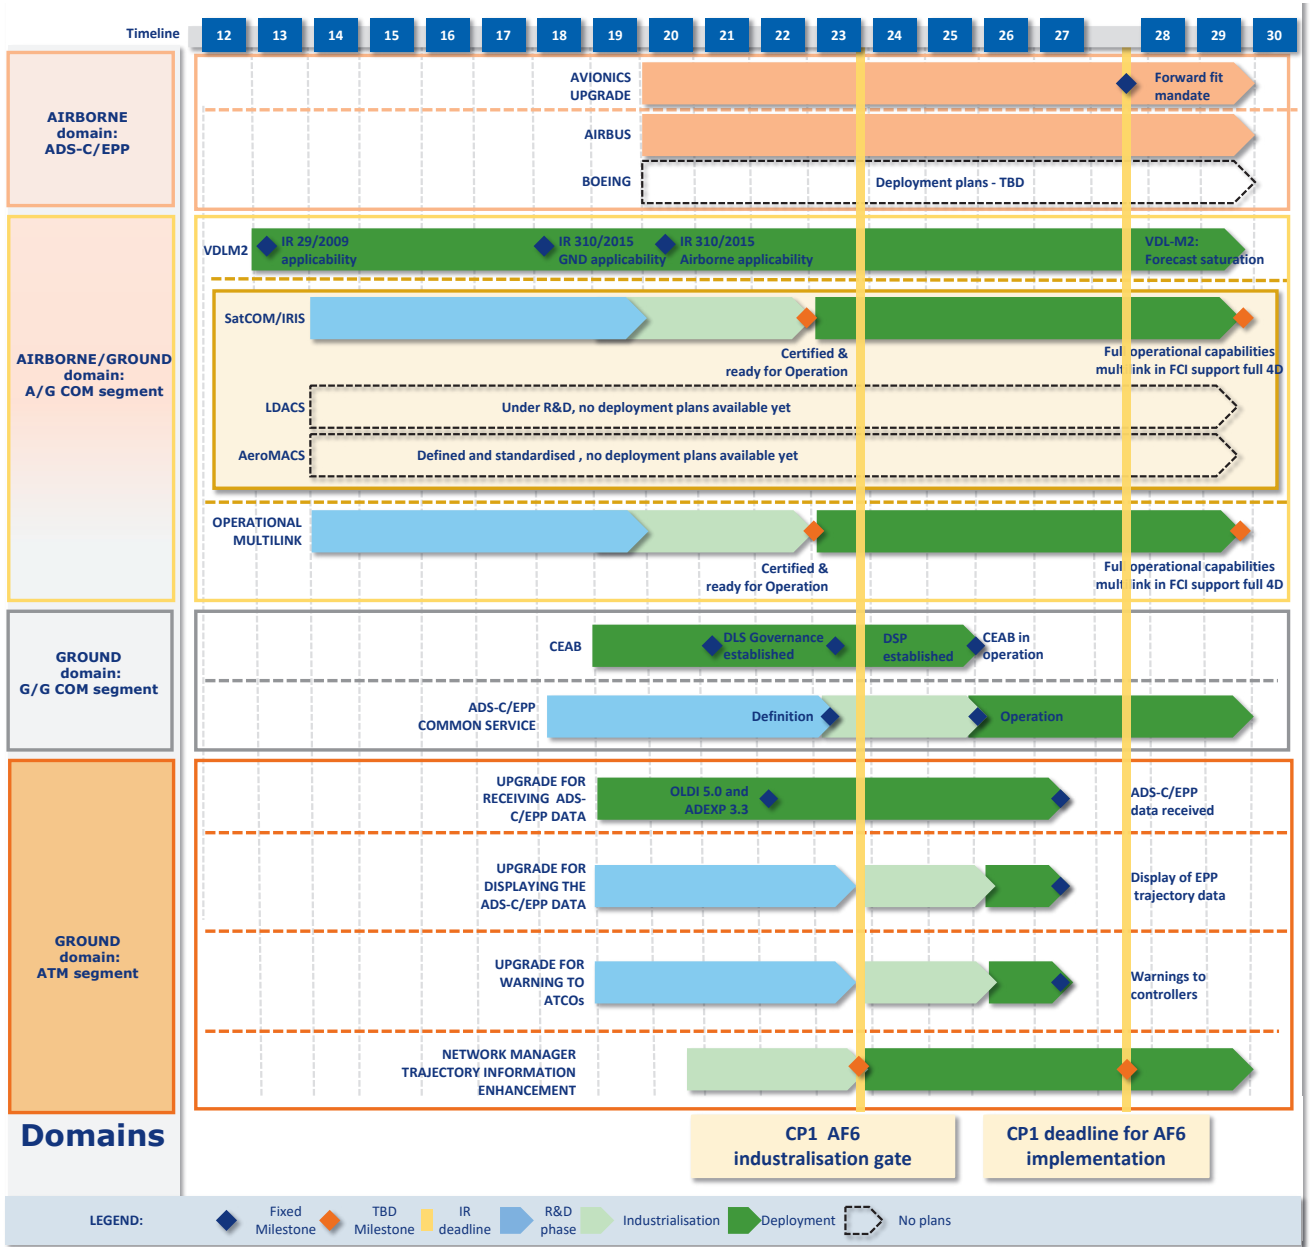 Timeline
12 13 14 15 16 17 18 19 20 21 22 23 24 25 26 27 28 29 30
AIRBORNE
domain:
ADS-C/EPP
AVIONICS
UPGRADE
Forward fit
mandate
AIRBUS
BOEING
Deployment plans - TBD
AIRBORNE/GROUND
domain:
A/G COM segment
VDLM2
IR 29/2009
applicability
IR 310/2015
GND applicability
IR 310/2015
Airborne applicability
VDL-M2:
Forecast saturation
SatCOM/IRIS
Certified &
ready for Operation
Full operational capabilities
multilink in FCI support full 4D
LDACS
Under R&D, no deployment plans available yet
AeroMACS
Defined and standardised , no deployment plans available yet
OPERATIONAL
MULTILINK
Certified &
ready for Operation
Full operational capabilities
multilink in FCI support full 4D
GROUND
domain:
G/G COM segment
CEAB
DLS Governance
established
DSP
established
CEAB in
operation
ADS-C/EPP
COMMON SERVICE
Definition
Operation
GROUND
domain:
ATM segment
UPGRADE FOR
RECEIVING ADS-
C/EPP DATA
OLDI 5.0 and
ADEXP 3.3
ADS-C/EPP
data received
UPGRADE FOR
DISPLAYING THE
ADS-C/EPP DATA
Display of EPP
trajectory data
UPGRADE FOR
WARNING TO
ATCOs
Warnings to
controllers
NETWORK MANAGER
TRAJECTORY INFORMATION
ENHANCEMENT
Domains
CP1 AF6
industralisation gate
CP1 deadline for AF6
implementation
LEGEND:
Fixed
Milestone
TBD
Milestone
IR
deadline
R&D
phase
Industrialisation
Deployment
No plans